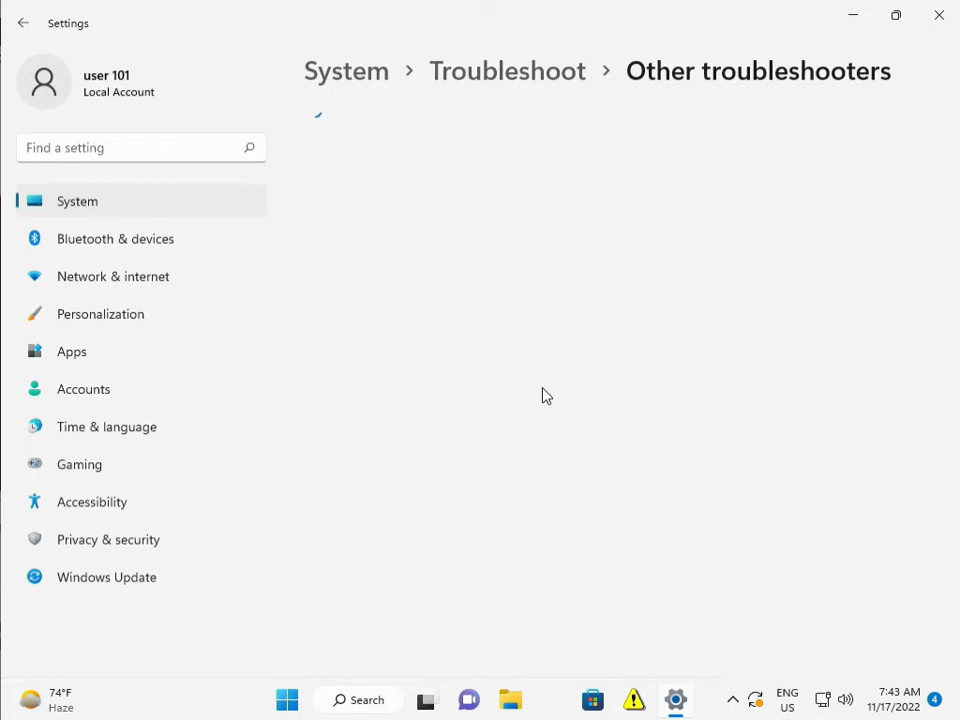 Settings
user 101
Local Account
System > Troubleshoot > Other troubleshooters
Find a setting
System
Bluetooth & devices
Network & internet
Personalization
Apps
Accounts
Time & language
Gaming
Accessibility
Privacy & security
Windows Update
74°F
Haze
Search
ENG
US
7:43 AM
11/17/2022
4